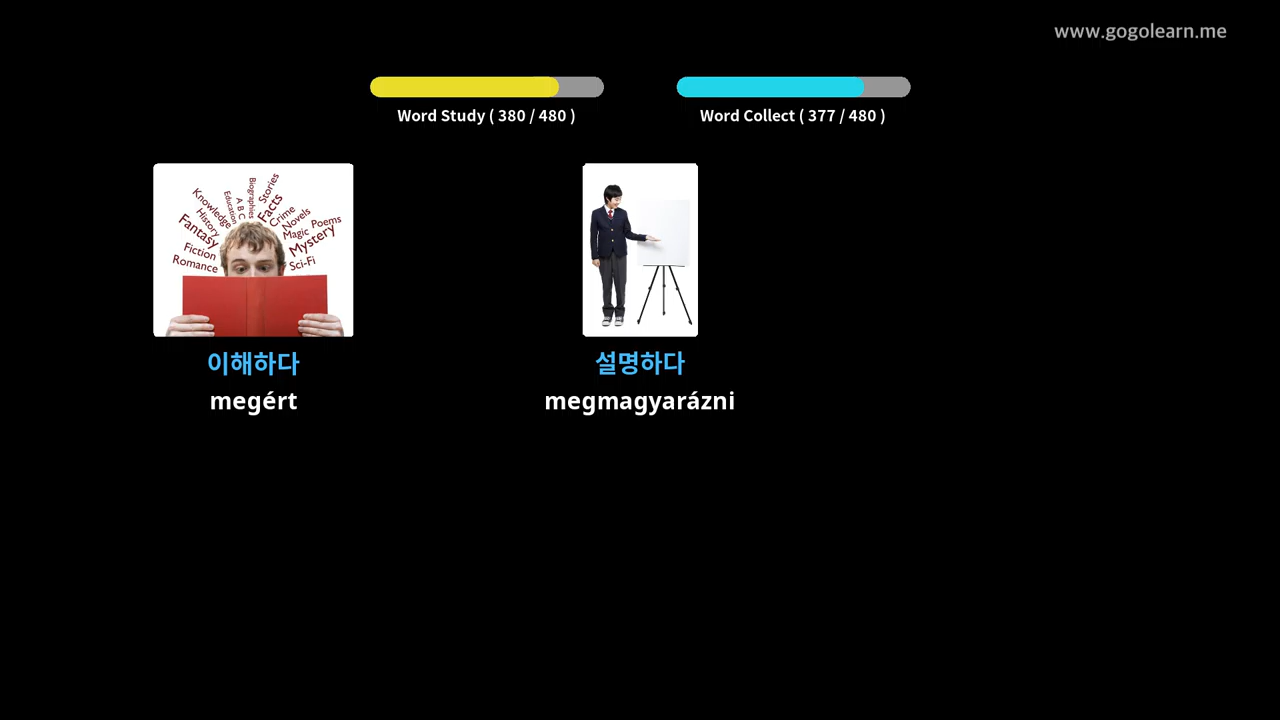 www.gogolearn.me
Word Study ( 380 / 480 )
Word Collect ( 377 / 480 )
Knowledge
History
Fantasy
Fiction
Romance
Education
A B C
Biographies
Stories
Facts
Crime
Novels
Magic
Poems
Mystery
Sci-Fi
이해하다
megért
설명하다
megmagyarázni